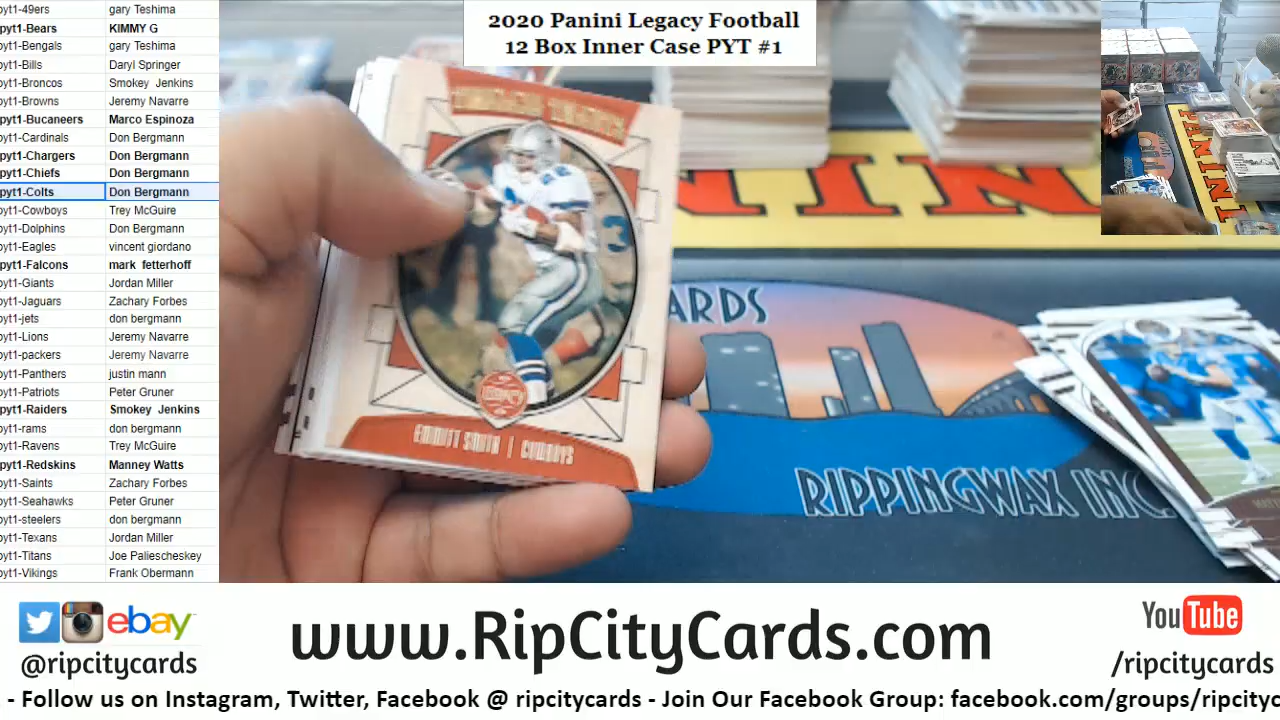 pyt1-49ers gary Teshima
pyt1-Bears KIMMY G
pyt1-Bengals gary Teshima
pyt1-Bills Daryl Springer
pyt1-Broncos Smokey Jenkins
pyt1-Browns Jeremy Navarre
pyt1-Bucaneers Marco Espinoza
pyt1-Cardinals Don Bergmann
pyt1-Chargers Don Bergmann
pyt1-Chiefs Don Bergmann
pyt1-Colts Don Bergmann
pyt1-Cowboys Trey McGuire
pyt1-Dolphins Don Bergmann
pyt1-Eagles vincent giordano
pyt1-Falcons mark fetterhoff
pyt1-Giants Jordan Miller
pyt1-Jaguars Zachary Forbes
pyt1-jets don bergmann
pyt1-Lions Jeremy Navarre
pyt1-packers Jeremy Navarre
pyt1-Panthers justin mann
pyt1-Patriots Peter Gruner
pyt1-Raiders Smokey Jenkins
pyt1-rams don bergmann
pyt1-Ravens Trey McGuire
pyt1-Redskins Manney Watts
pyt1-Saints Zachary Forbes
pyt1-Seahawks Peter Gruner
pyt1-steelers don bergmann
pyt1-Texans Jordan Miller
pyt1-Titans Joe Paliescheskey
pyt1-Vikings Frank Obermann
2020 Panini Legacy Football
12 Box Inner Case PYT #1
EMMITT SMITH | COWBOYS
ARDS
RIPPINGWAX INC.
PANINI
ebay
@ripcitycards
www.RipCityCards.com
YouTube
/ripcitycards
- Follow us on Instagram, Twitter, Facebook @ ripcitycards - Join Our Facebook Group: facebook.com/groups/ripcityc